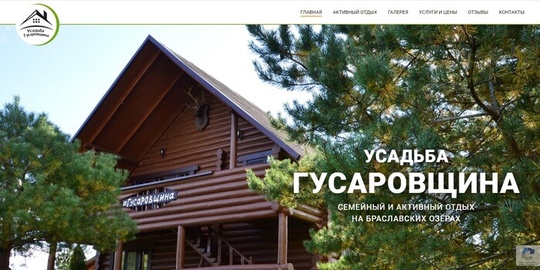 Усадьба
Гусаровщина
ГЛАВНАЯ АКТИВНЫЙ ОТДЫХ ГАЛЕРЕЯ УСЛУГИ И ЦЕНЫ ОТЗЫВЫ КОНТАКТЫ
#Гусаровщина
УСАДЬБА
ГУСАРОВЩИНА
СЕМЕЙНЫЙ И АКТИВНЫЙ ОТДЫХ
НА БРАСЛАВСКИХ ОЗЁРАХ